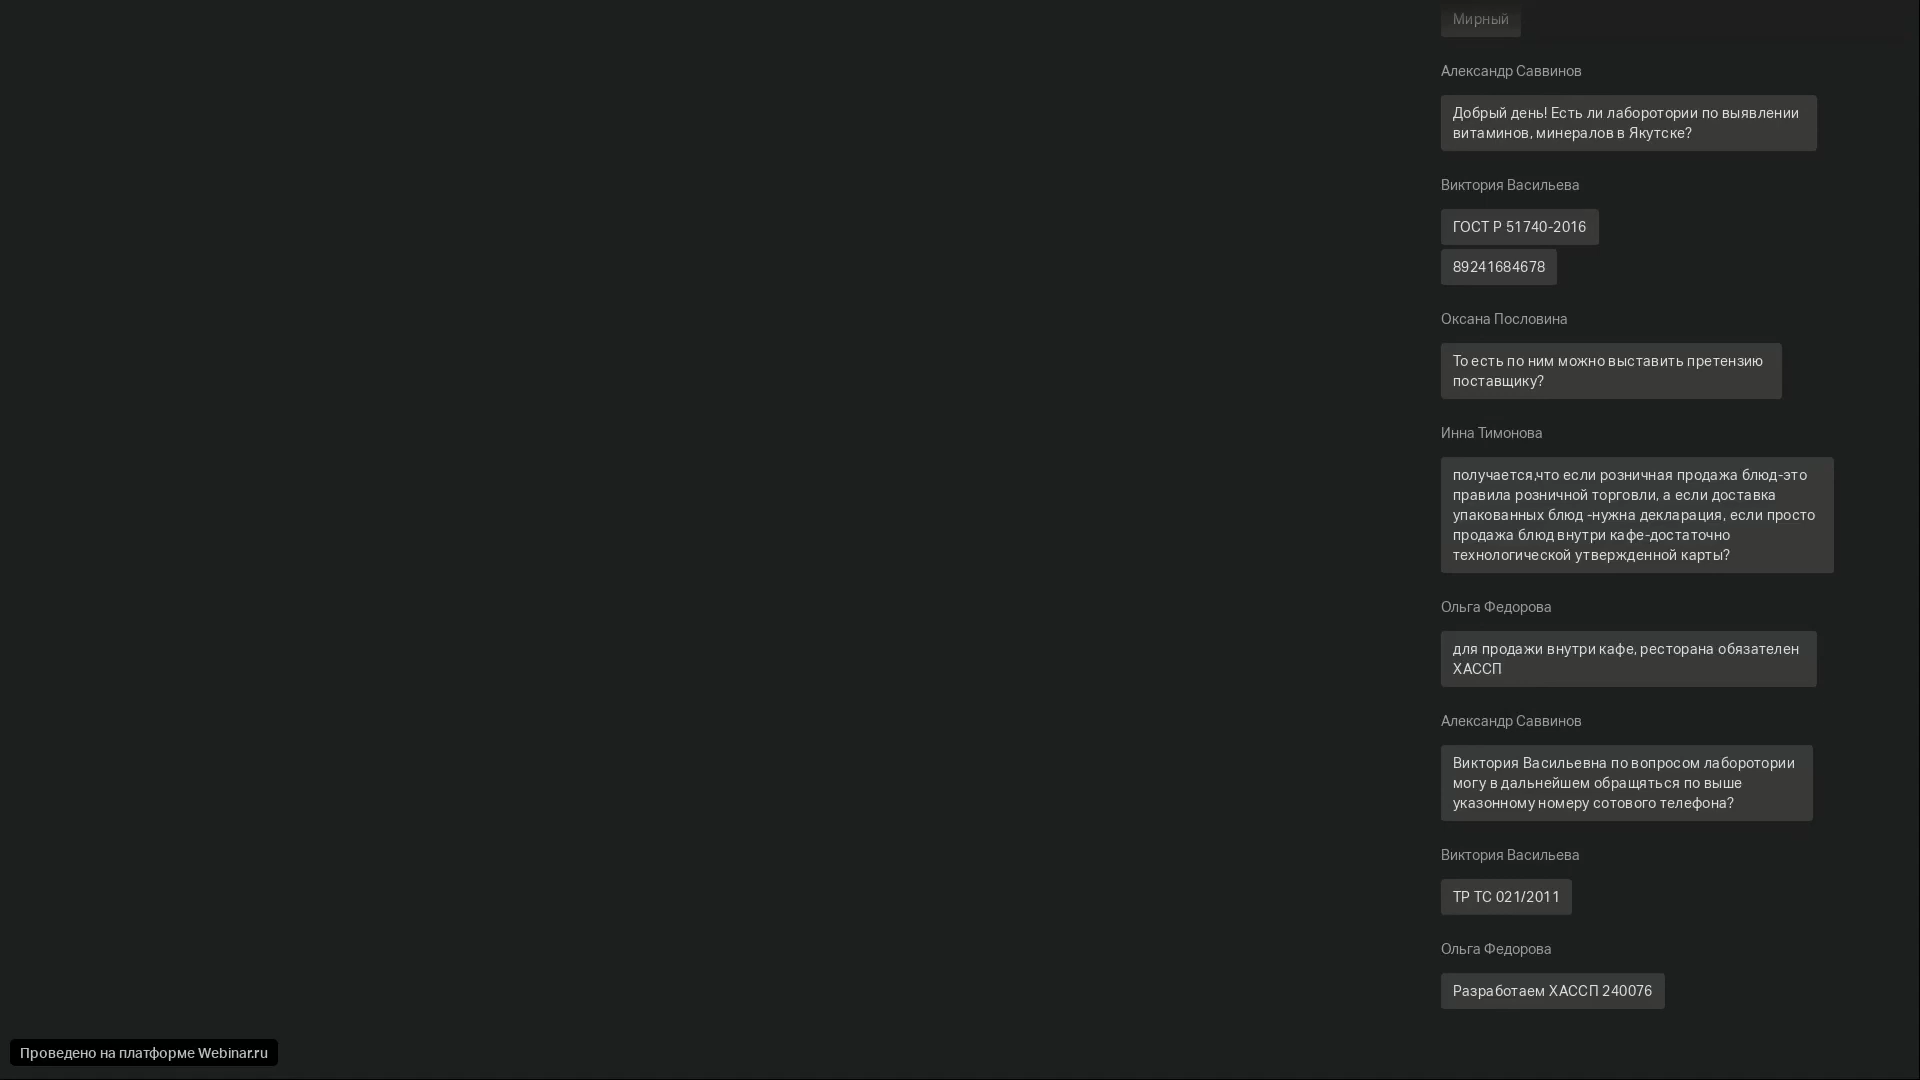 Мирный
Александр Саввинов
Добрый день! Есть ли лаборотории по выявлении
витаминов, минералов в Якутске?
Виктория Васильева
ГОСТ Р 51740-2016
89241684678
Оксана Пословина
То есть по ним можно выставить претензию
поставщику?
Инна Тимонова
получается,что если розничная продажа блюд-это
правила розничной торговли, а если доставка
упакованных блюд -нужна декларация, если просто
продажа блюд внутри кафе-достаточно
технологической утвержденной карты?
Ольга Федорова
для продажи внутри кафе, ресторана обязателен
ХАССП
Александр Саввинов
Виктория Васильевна по вопросом лаборотории
могу в дальнейшем обращяться по выше
указонному номеру сотового телефона?
Виктория Васильева
ТР ТС 021/2011
Ольга Федорова
Разработаем ХАССП 240076
Проведено на платформе Webinar.ru